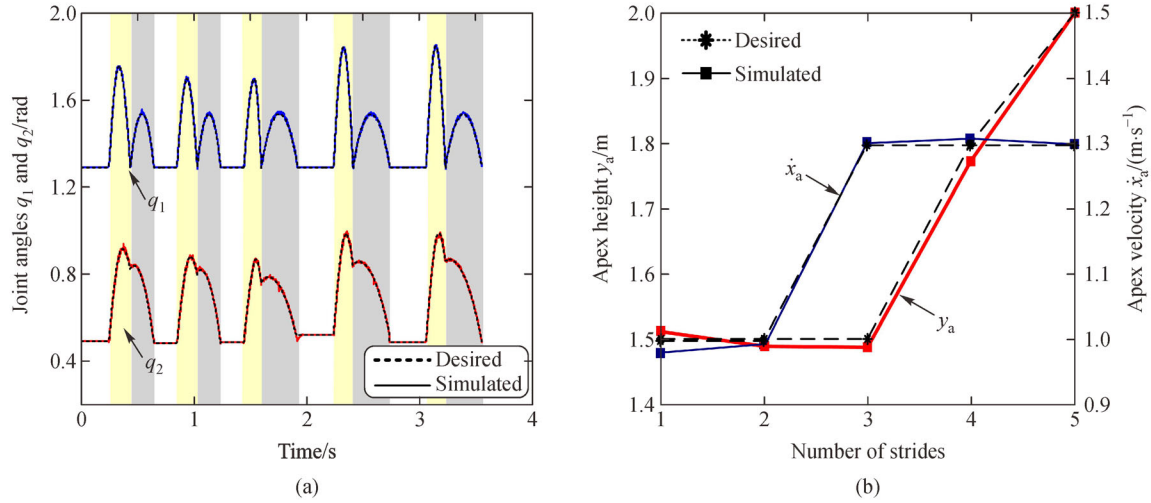 2.0
1.6
1.2
0.8
0.4
Joint angles q₁ and q₂/rad
q₁
q₂
Desired
Simulated
0
1
2
3
4
Time/s
(a)
2.0
1.9
1.8
1.7
1.6
1.5
1.4
Apex height yₐ/m
Desired
Simulated
ẋₐ
yₐ
1.5
1.4
1.3
1.2
1.1
1.0
0.9
Apex velocity ẋₐ/(m·s⁻¹)
1
2
3
4
5
Number of strides
(b)